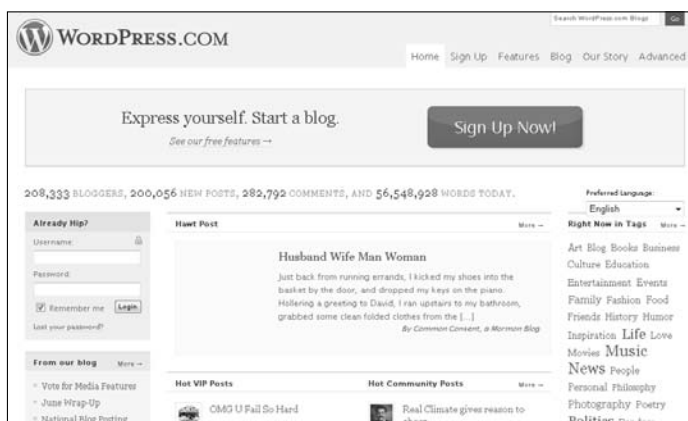 Search WordPress.com Blogs Go
WORDPRESS.COM
Home Sign Up Features Blog Our Story Advanced
Express yourself. Start a blog.
See our free features →
Sign Up Now!
208,333 BLOGGERS, 200,056 NEW POSTS, 282,792 COMMENTS, AND 56,548,928 WORDS TODAY.
Preferred Language:
English
Already Hip?
Username:
Password:
Remember me Login
Lost your password?
From our blog More →
Vote for Media Features
June Wrap-Up
National Blog Posting
Hawt Post More →
Husband Wife Man Woman
Just back from running errands, I kicked my shoes into the
basket by the door, and dropped my keys on the piano.
Hollering a greeting to David, I ran upstairs to my bathroom,
grabbed some clean folded clothes from the [...]
By Common Consent, a Mormon Blog
Hot VIP Posts
OMG U Fail So Hard
Hot Community Posts More →
Real Climate gives reason to
Right Now in Tags More →
Art Blog Books Business
Culture Education
Entertainment Events
Family Fashion Food
Friends History Humor
Inspiration Life Love
Movies Music
News People
Personal Philosophy
Photography Poetry
Politics